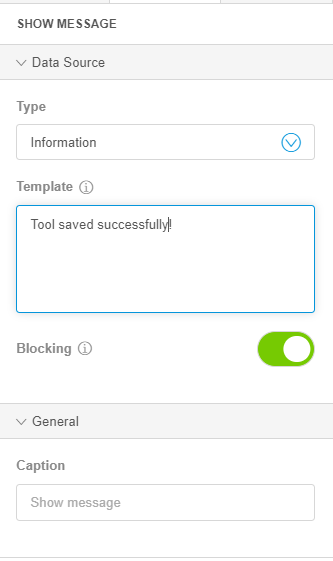 SHOW MESSAGE
Data Source
Type
Information
Template
Tool saved successfully!
Blocking
General
Caption
Show message